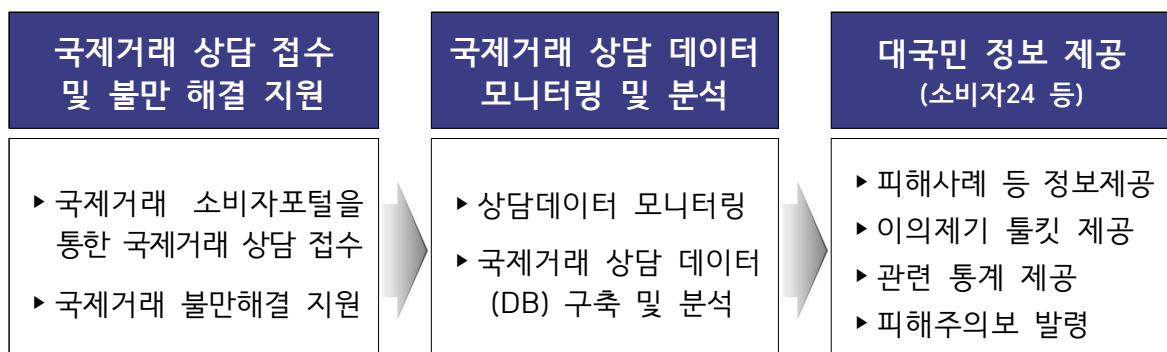 국제거래 상담 접수
및 불만 해결 지원
▶ 국제거래 소비자포털을
통한 국제거래 상담 접수
▶ 국제거래 불만해결 지원
국제거래 상담 데이터
모니터링 및 분석
▶ 상담데이터 모니터링
▶ 국제거래 상담 데이터
(DB) 구축 및 분석
대국민 정보 제공
(소비자24 등)
▶ 피해사례 등 정보제공
▶ 이의제기 툴킷 제공
▶ 관련 통계 제공
▶ 피해주의보 발령